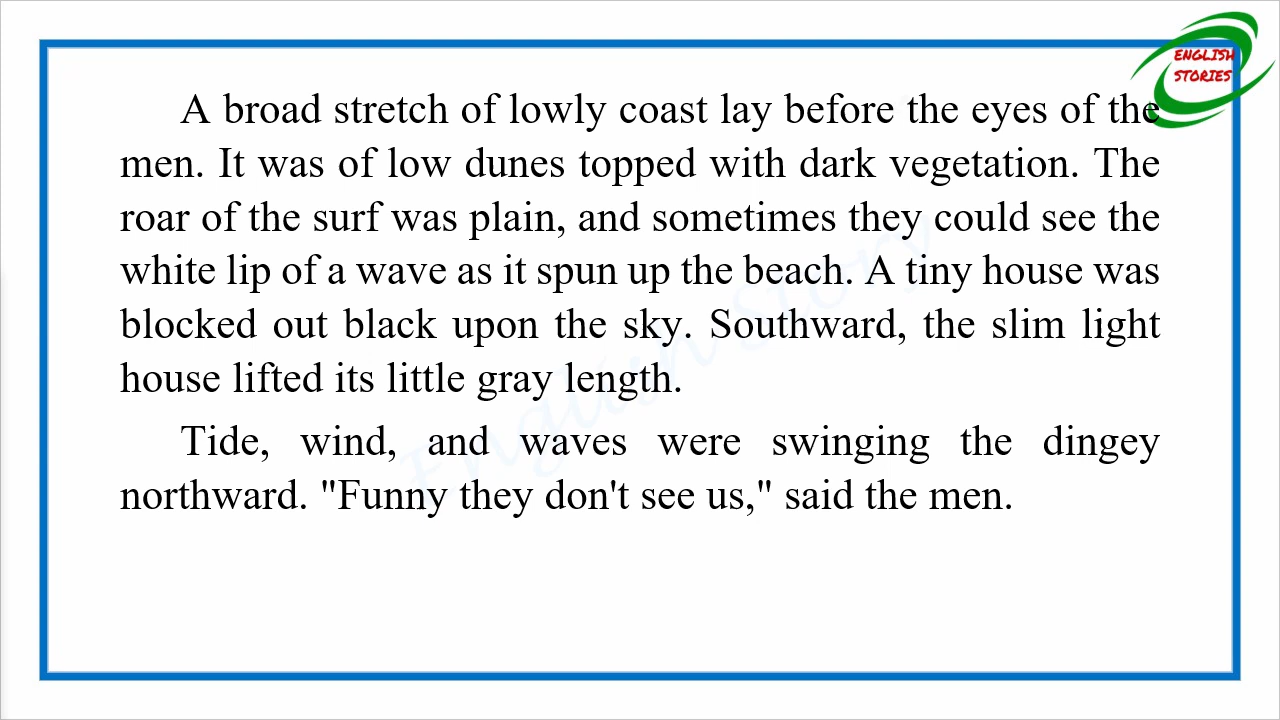 ENGLISH
STORIES
A broad stretch of lowly coast lay before the eyes of the
men. It was of low dunes topped with dark vegetation. The
roar of the surf was plain, and sometimes they could see the
white lip of a wave as it spun up the beach. A tiny house was
blocked out black upon the sky. Southward, the slim light
house lifted its little gray length.
Tide, wind, and waves were swinging the dingey
northward. "Funny they don't see us," said the men.